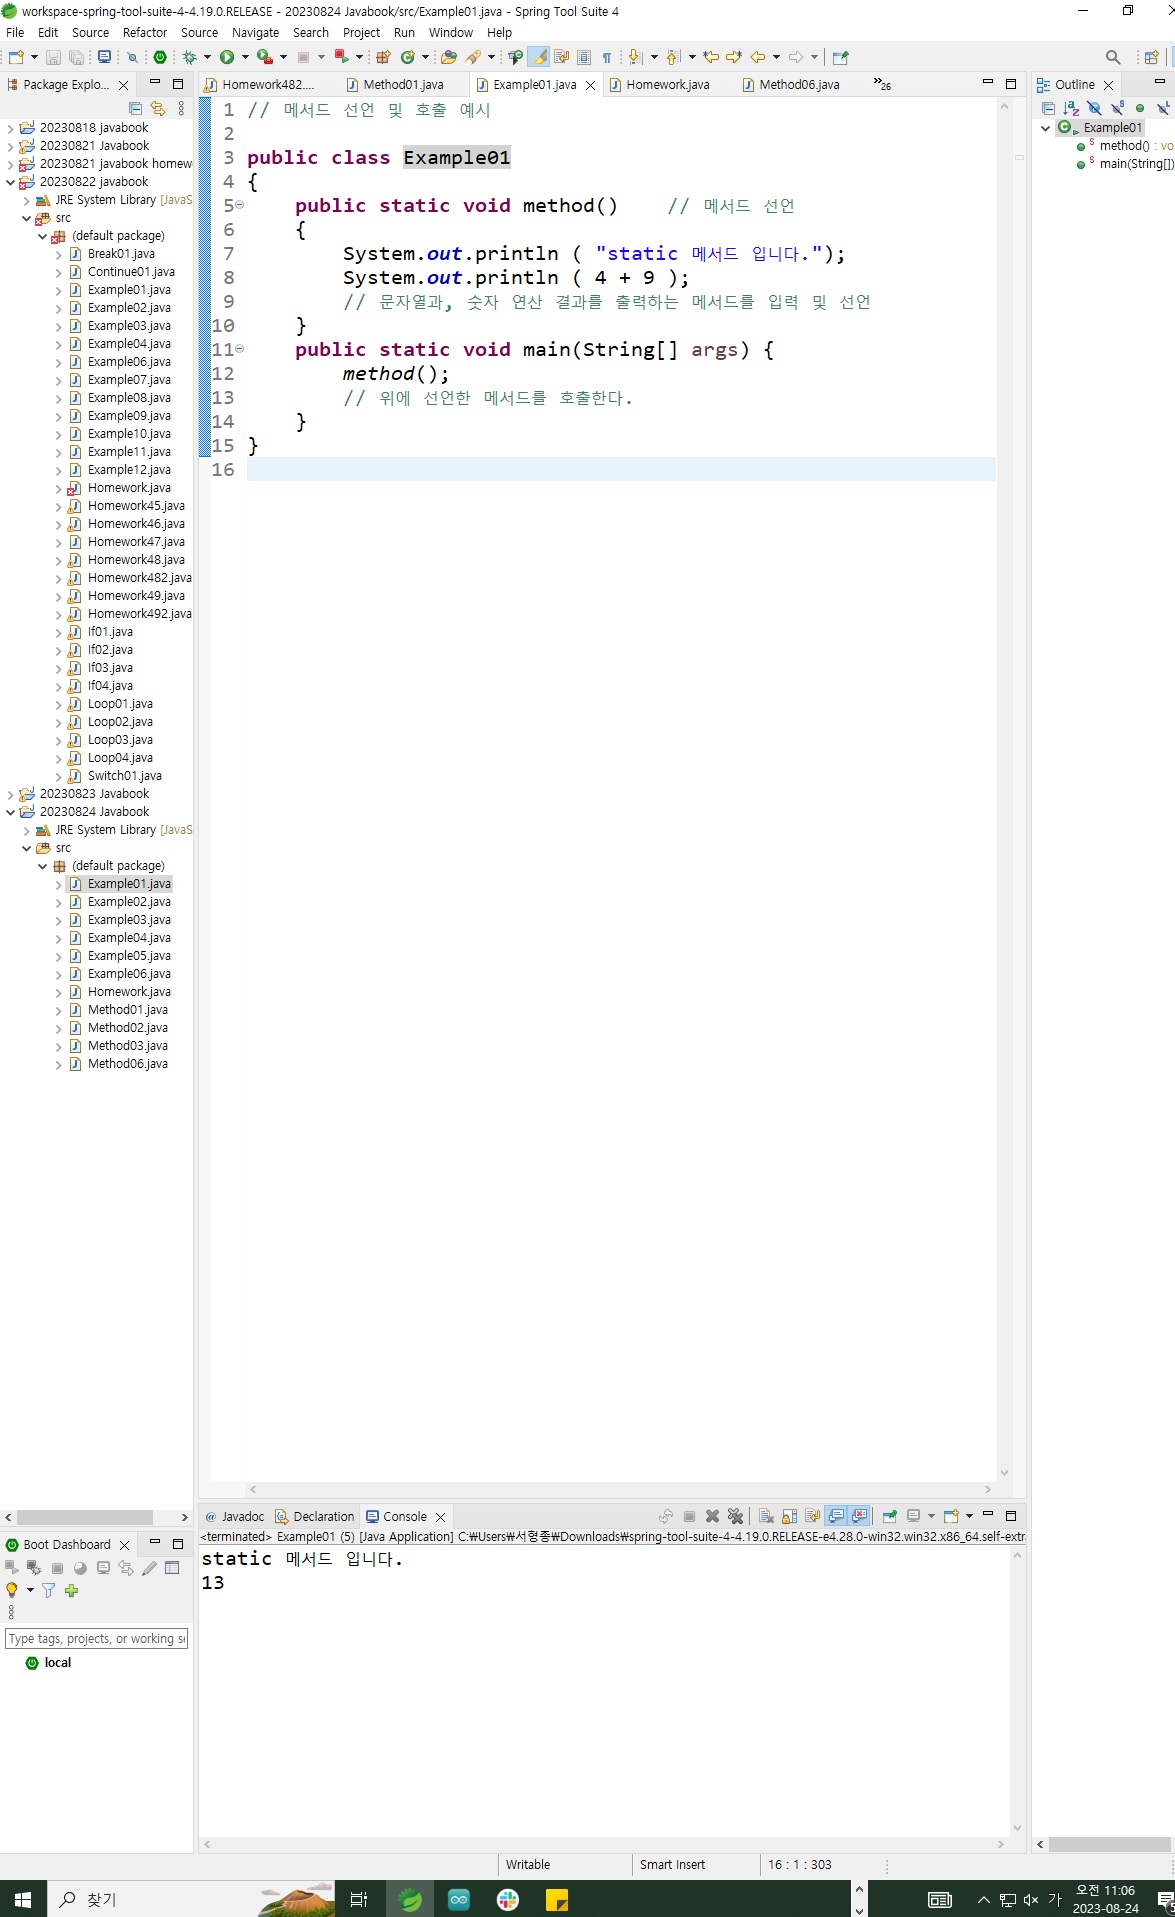 workspace-spring-tool-suite-4-4.19.0.RELEASE - 20230824 Javabook/src/Example01.java - Spring Tool Suite 4
File Edit Source Refactor Source Navigate Search Project Run Window Help
Package Explo...
20230818 javabook
20230821 Javabook
20230821 javabook homew
20230822 javabook
JRE System Library [JavaS
src
(default package)
Break01.java
Continue01.java
Example01.java
Example02.java
Example03.java
Example04.java
Example06.java
Example07.java
Example08.java
Example09.java
Example10.java
Example11.java
Example12.java
Homework.java
Homework45.java
Homework46.java
Homework47.java
Homework48.java
Homework482.java
Homework49.java
Homework492.java
If01.java
If02.java
If03.java
If04.java
Loop01.java
Loop02.java
Loop03.java
Loop04.java
Switch01.java
20230823 Javabook
20230824 Javabook
JRE System Library [JavaS
src
(default package)
Example01.java
Example02.java
Example03.java
Example04.java
Example05.java
Example06.java
Homework.java
Method01.java
Method02.java
Method03.java
Method06.java
Homework482.... Method01.java Example01.java Homework.java Method06.java »26
1 // 메서드 선언 및 호출 예시
2
3 public class Example01
4 {
5 public static void method() // 메서드 선언
6 {
7 System.out.println ( "static 메서드 입니다.");
8 System.out.println ( 4 + 9 );
9 // 문자열과, 숫자 연산 결과를 출력하는 메서드를 입력 및 선언
10 }
11 public static void main(String[] args) {
12 method();
13 // 위에 선언한 메서드를 호출한다.
14 }
15 }
16
Outline
Example01
method() : vo
main(String[])
Javadoc Declaration Console
<terminated> Example01 (5) [Java Application] C:₩Users₩서형종₩Downloads₩spring-tool-suite-4-4.19.0.RELEASE-e4.28.0-win32.win32.x86_64.self-extra
static 메서드 입니다.
13
Boot Dashboard
Type tags, projects, or working se
local
Writable Smart Insert 16 : 1 : 303
찾기
가
오전 11:06
2023-08-24